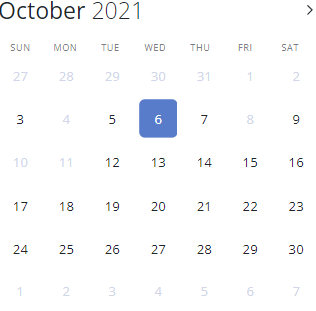 October 2021 >
SUN MON TUE WED THU FRI SAT
27 28 29 30 31 1 2
3 4 5 6 7 8 9
10 11 12 13 14 15 16
17 18 19 20 21 22 23
24 25 26 27 28 29 30
1 2 3 4 5 6 7